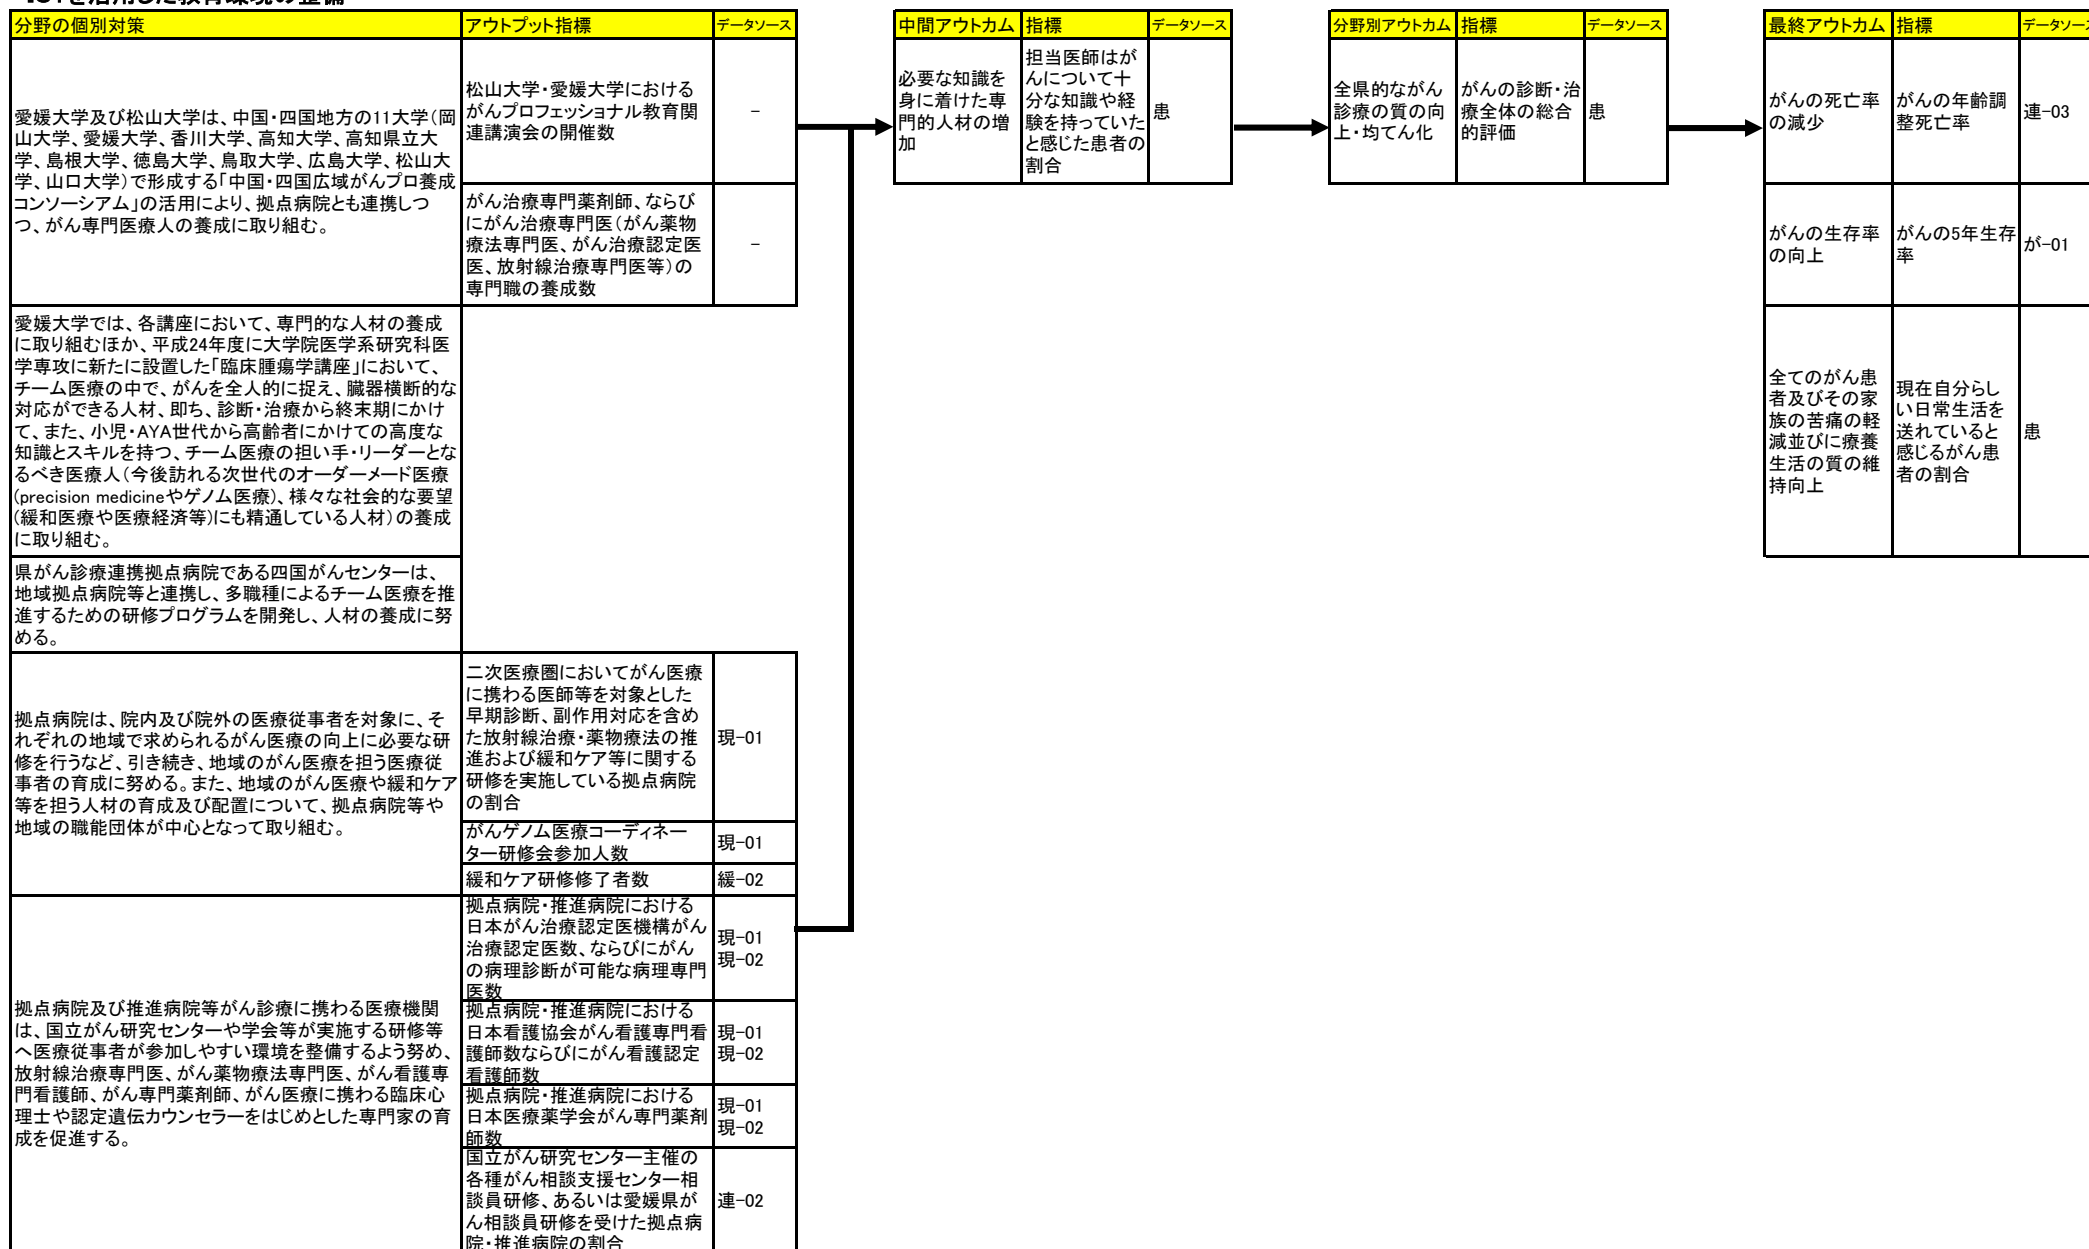 ICTを活用した教育環境の整備
分野の個別対策
アウトプット指標
データソース
愛媛大学及び松山大学は、中国・四国地方の11大学(岡
山大学、愛媛大学、香川大学、高知大学、高知県立大
学、島根大学、徳島大学、鳥取大学、広島大学、松山大
学、山口大学)で形成する「中国・四国広域がんプロ養成
コンソーシアム」の活用により、拠点病院とも連携しつ
つ、がん専門医療人の養成に取り組む。
松山大学・愛媛大学における
がんプロフェッショナル教育関
連講演会の開催数
-
がん治療専門薬剤師、ならび
にがん治療専門医(がん薬物
療法専門医、がん治療認定医
医、放射線治療専門医等)の
専門職の養成数
-
愛媛大学では、各講座において、専門的な人材の養成
に取り組むほか、平成24年度に大学院医学系研究科医
学専攻に新たに設置した「臨床腫瘍学講座」において、
チーム医療の中で、がんを全人的に捉え、臓器横断的な
対応ができる人材、即ち、診断・治療から終末期にかけ
て、また、小児・AYA世代から高齢者にかけての高度な
知識とスキルを持つ、チーム医療の担い手・リーダーとな
るべき医療人(今後訪れる次世代のオーダーメード医療
(precision medicineやゲノム医療)、様々な社会的な要望
(緩和医療や医療経済等)にも精通している人材)の養成
に取り組む。
県がん診療連携拠点病院である四国がんセンターは、
地域拠点病院等と連携し、多職種によるチーム医療を推
進するための研修プログラムを開発し、人材の養成に努
める。
拠点病院は、院内及び院外の医療従事者を対象に、そ
れぞれの地域で求められるがん医療の向上に必要な研
修を行うなど、引き続き、地域のがん医療を担う医療従
事者の育成に努める。また、地域のがん医療や緩和ケア
等を担う人材の育成及び配置について、拠点病院等や
地域の職能団体が中心となって取り組む。
二次医療圏においてがん医療
に携わる医師等を対象とした
早期診断、副作用対応を含め
た放射線治療・薬物療法の推
進および緩和ケア等に関する
研修を実施している拠点病院
の割合
現-01
がんゲノム医療コーディネー
ター研修会参加人数
現-01
緩和ケア研修修了者数
緩-02
拠点病院及び推進病院等がん診療に携わる医療機関
は、国立がん研究センターや学会等が実施する研修等
へ医療従事者が参加しやすい環境を整備するよう努め、
放射線治療専門医、がん薬物療法専門医、がん看護専
門看護師、がん専門薬剤師、がん医療に携わる臨床心
理士や認定遺伝カウンセラーをはじめとした専門家の育
成を促進する。
拠点病院・推進病院における
日本がん治療認定医機構がん
治療認定医数、ならびにがん
の病理診断が可能な病理専門
医数
現-01
現-02
拠点病院・推進病院における
日本看護協会がん看護専門看
護師数ならびにがん看護認定
看護師数
現-01
現-02
拠点病院・推進病院における
日本医療薬学会がん専門薬剤
師数
現-01
現-02
国立がん研究センター主催の
各種がん相談支援センター相
談員研修、あるいは愛媛県が
ん相談員研修を受けた拠点病
院・推進病院の割合
連-02
中間アウトカム
指標
データソース
必要な知識を
身に着けた専
門的人材の増
加
担当医師はが
んについて十
分な知識や経
験を持っていた
と感じた患者の
割合
患
分野別アウトカム
指標
データソース
全県的ながん
診療の質の向
上・均てん化
がんの診断・治
療全体の総合
的評価
患
最終アウトカム
指標
データソース
がんの死亡率
の減少
がんの年齢調
整死亡率
連-03
がんの生存率
の向上
がんの5年生存
率
が-01
全てのがん患
者及びその家
族の苦痛の軽
減並びに療養
生活の質の維
持向上
現在自分らし
い日常生活を
送れていると
感じるがん患
者の割合
患